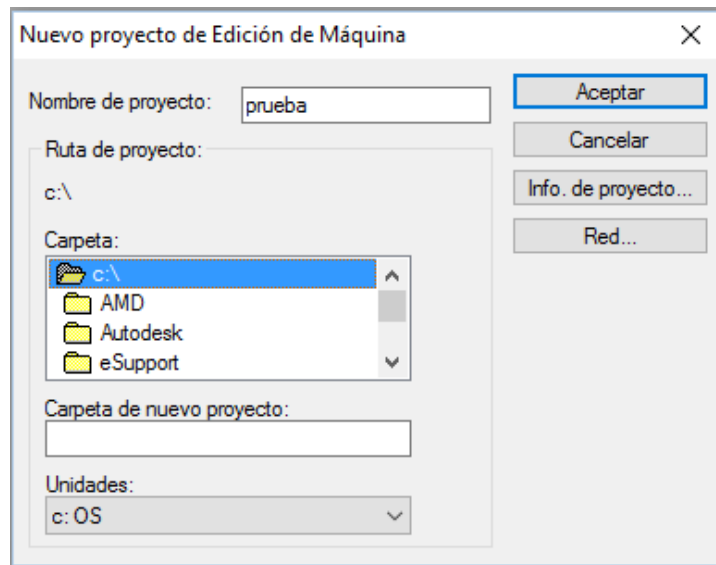 Nuevo proyecto de Edición de Máquina
Nombre de proyecto: prueba
Aceptar
Cancelar
Info. de proyecto...
Red...
Ruta de proyecto:
c:\
Carpeta:
c:\
AMD
Autodesk
eSupport
Carpeta de nuevo proyecto:
Unidades:
c: OS